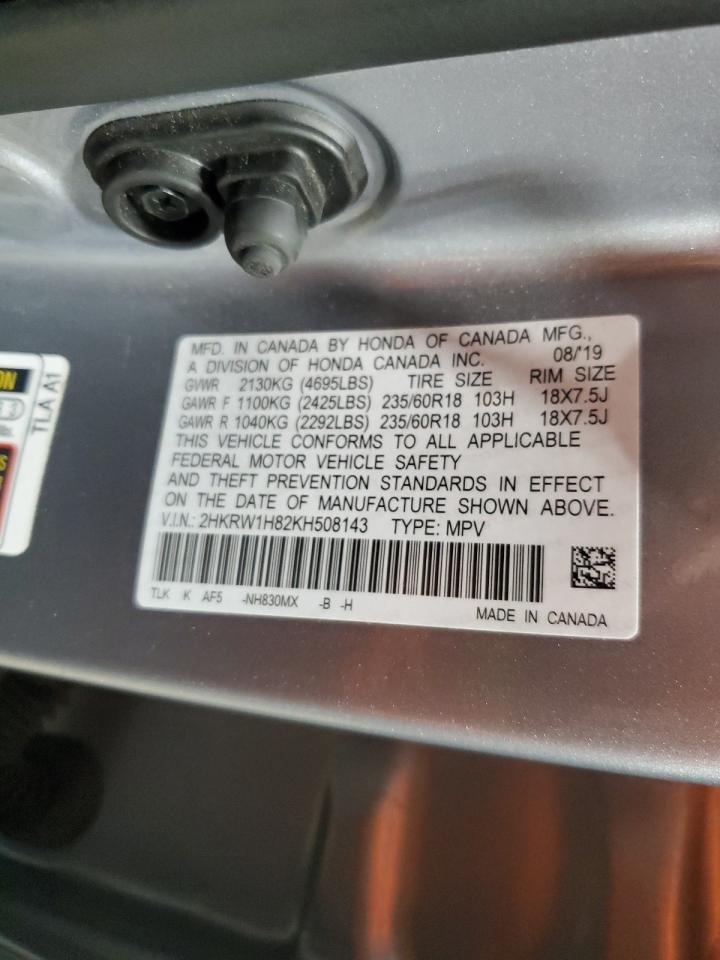 MFD. IN CANADA BY HONDA OF CANADA MFG.,
A DIVISION OF HONDA CANADA INC. 08/'19
GVWR 2130KG (4695LBS) TIRE SIZE RIM SIZE
GAWR F 1100KG (2425LBS) 235/60R18 103H 18X7.5J
GAWR R 1040KG (2292LBS) 235/60R18 103H 18X7.5J
THIS VEHICLE CONFORMS TO ALL APPLICABLE
FEDERAL MOTOR VEHICLE SAFETY
AND THEFT PREVENTION STANDARDS IN EFFECT
ON THE DATE OF MANUFACTURE SHOWN ABOVE.
V.I.N.: 2HKRW1H82KH508143 TYPE: MPV
TLK K AF5 -NH830MX -B -H
MADE IN CANADA
ON
TLA A1